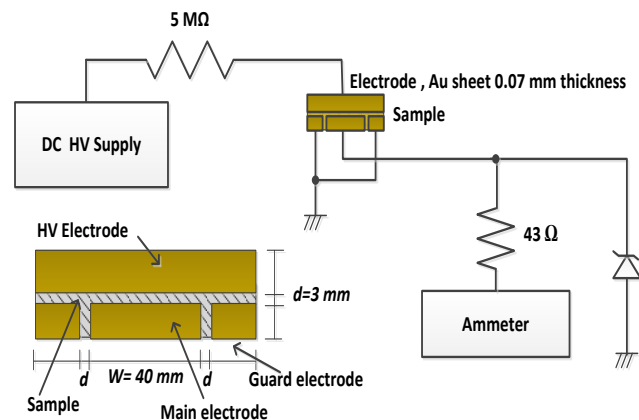 5 MΩ
Electrode , Au sheet 0.07 mm thickness
Sample
DC HV Supply
43 Ω
HV Electrode
d=3 mm
Ammeter
d W= 40 mm d
Guard electrode
Sample
Main electrode